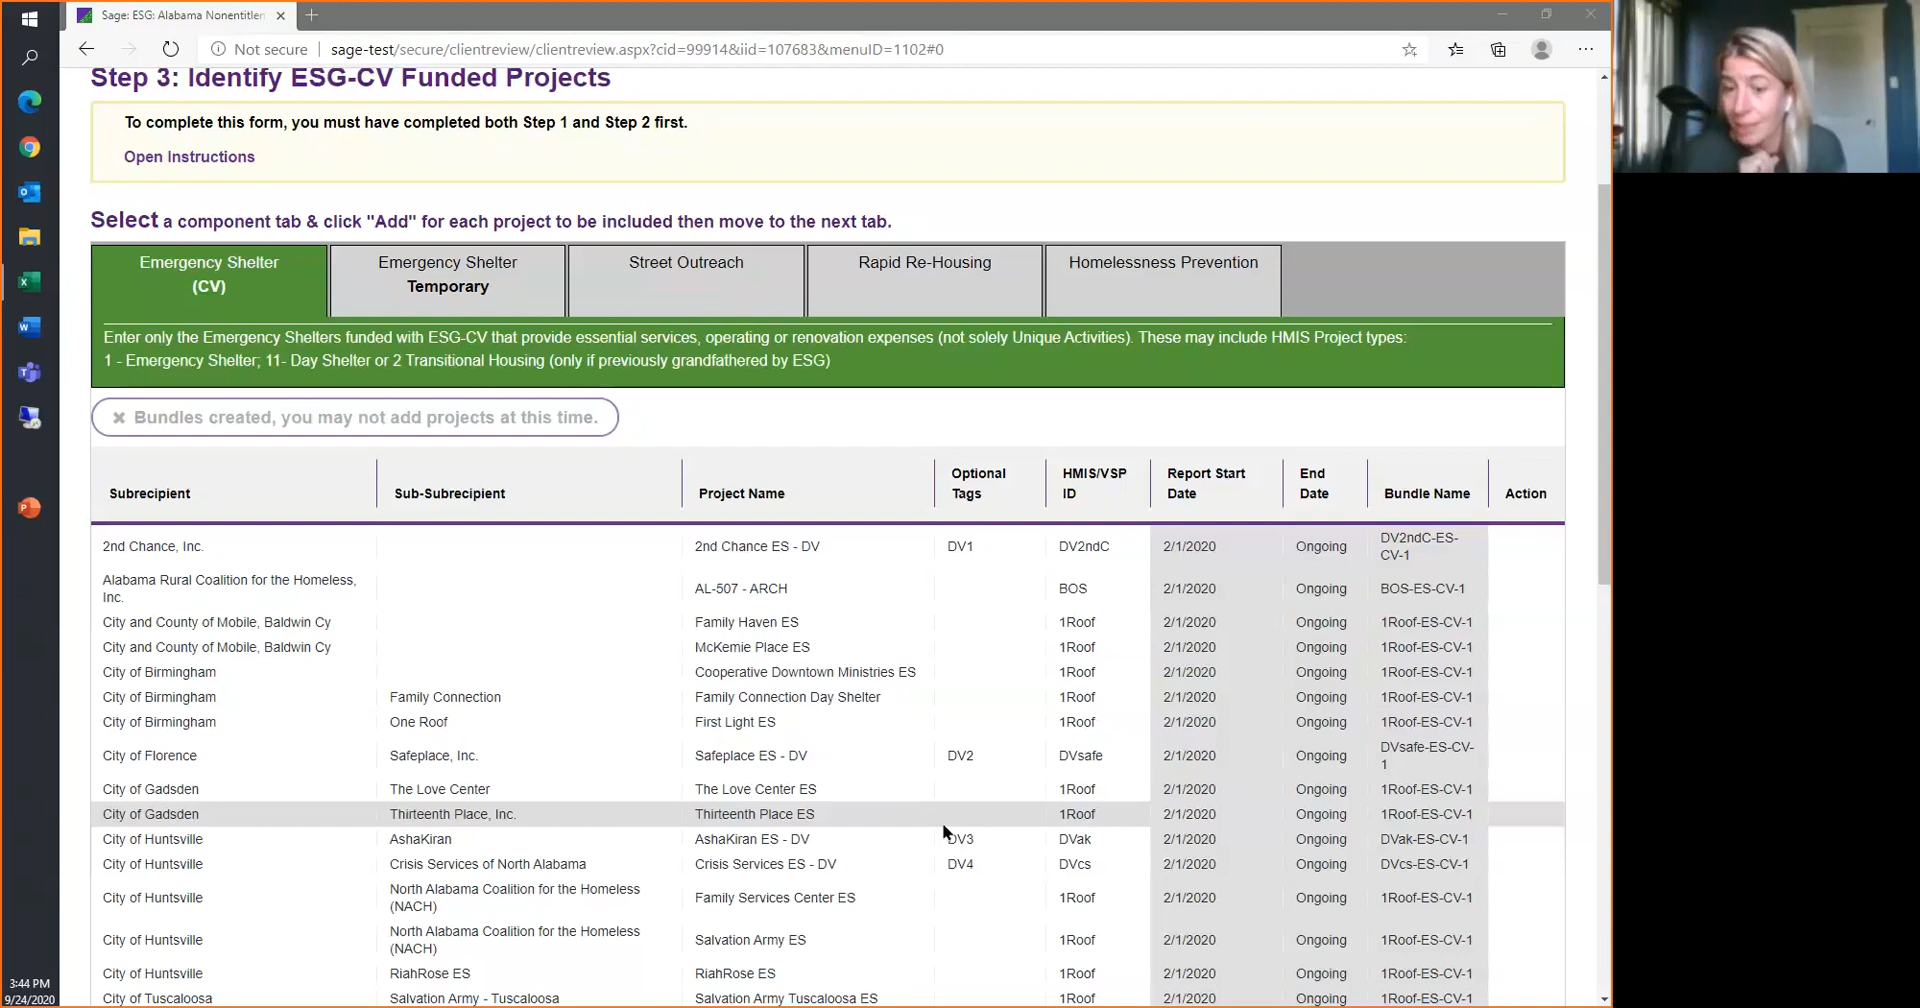 Sage: ESG: Alabama Nonentitlem
Not secure | sage-test/secure/clientreview/clientreview.aspx?cid=99914&iid=107683&menuID=1102#0
Step 3: Identify ESG-CV Funded Projects
To complete this form, you must have completed both Step 1 and Step 2 first.
Open Instructions
Select a component tab & click "Add" for each project to be included then move to the next tab.
Emergency Shelter (CV)
Emergency Shelter Temporary
Street Outreach
Rapid Re-Housing
Homelessness Prevention
Enter only the Emergency Shelters funded with ESG-CV that provide essential services, operating or renovation expenses (not solely Unique Activities). These may include HMIS Project types:
1 - Emergency Shelter; 11- Day Shelter or 2 Transitional Housing (only if previously grandfathered by ESG)
✖ Bundles created, you may not add projects at this time.
Subrecipient Sub-Subrecipient Project Name Optional Tags HMIS/VSP ID Report Start Date End Date Bundle Name Action
2nd Chance, Inc. 2nd Chance ES - DV DV1 DV2ndC 2/1/2020 Ongoing DV2ndC-ES-CV-1
Alabama Rural Coalition for the Homeless, Inc. AL-507 - ARCH BOS 2/1/2020 Ongoing BOS-ES-CV-1
City and County of Mobile, Baldwin Cy Family Haven ES 1Roof 2/1/2020 Ongoing 1Roof-ES-CV-1
City and County of Mobile, Baldwin Cy McKemie Place ES 1Roof 2/1/2020 Ongoing 1Roof-ES-CV-1
City of Birmingham Cooperative Downtown Ministries ES 1Roof 2/1/2020 Ongoing 1Roof-ES-CV-1
City of Birmingham Family Connection Family Connection Day Shelter 1Roof 2/1/2020 Ongoing 1Roof-ES-CV-1
City of Birmingham One Roof First Light ES 1Roof 2/1/2020 Ongoing 1Roof-ES-CV-1
City of Florence Safeplace, Inc. Safeplace ES - DV DV2 DVsafe 2/1/2020 Ongoing DVsafe-ES-CV-1
City of Gadsden The Love Center The Love Center ES 1Roof 2/1/2020 Ongoing 1Roof-ES-CV-1
City of Gadsden Thirteenth Place, Inc. Thirteenth Place ES 1Roof 2/1/2020 Ongoing 1Roof-ES-CV-1
City of Huntsville AshaKiran AshaKiran ES - DV DV3 DVak 2/1/2020 Ongoing DVak-ES-CV-1
City of Huntsville Crisis Services of North Alabama Crisis Services ES - DV DV4 DVcs 2/1/2020 Ongoing DVcs-ES-CV-1
City of Huntsville North Alabama Coalition for the Homeless (NACH) Family Services Center ES 1Roof 2/1/2020 Ongoing 1Roof-ES-CV-1
City of Huntsville North Alabama Coalition for the Homeless (NACH) Salvation Army ES 1Roof 2/1/2020 Ongoing 1Roof-ES-CV-1
City of Huntsville RiahRose ES RiahRose ES 1Roof 2/1/2020 Ongoing 1Roof-ES-CV-1
City of Tuscaloosa Salvation Army - Tuscaloosa Salvation Army Tuscaloosa ES 1Roof 2/1/2020 Ongoing 1Roof-ES-CV-1
3:44 PM
9/24/2020